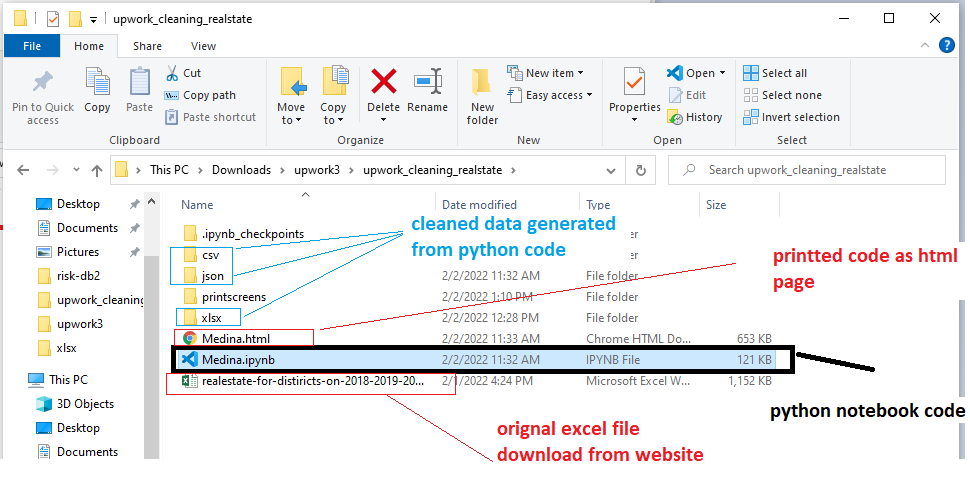 upwork_cleaning_realstate
File Home Share View
Pin to Quick access
Copy
Paste
Cut
Copy path
Paste shortcut
Clipboard
Move to
Copy to
Delete
Rename
Organize
New folder
New item
Easy access
New
Properties
Open
Edit
History
Open
Select all
Select none
Invert selection
Select
This PC Downloads upwork3 upwork_cleaning_realstate
Search upwork_cleaning_realstate
Desktop
Documents
Pictures
risk-db2
upwork_cleaning
upwork3
xlsx
This PC
3D Objects
Desktop
Documents
Name Date modified Type Size
cleaned data generated
from python code
.ipynb_checkpoints er
csv er
json 2/2/2022 11:32 AM File folder
printscreens 2/2/2022 1:10 PM File folder
xlsx 2/2/2022 12:28 PM File folder
Medina.html 2/2/2022 11:33 AM Chrome HTML Do... 653 KB
Medina.ipynb 2/2/2022 11:32 AM IPYNB File 121 KB
realestate-for-distiricts-on-2018-2019-20... 2/1/2022 4:24 PM Microsoft Excel W... 1,152 KB
printted code as html
page
python notebook code
orignal excel file
download from website